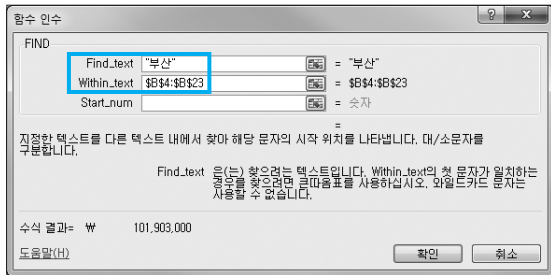 함수 인수
FIND
Find_text "부산" = "부산"
Within_text $B$4:$B$23 = $B$4:$B$23
Start_num = 숫자
=
지정한 텍스트를 다른 텍스트 내에서 찾아 해당 문자의 시작 위치를 나타냅니다. 대/소문자를
구분합니다.
Find_text 은(는) 찾으려는 텍스트입니다. Within_text의 첫 문자가 일치하는
경우를 찾으려면 큰따옴표를 사용하십시오. 와일드카드 문자는
사용할 수 없습니다.
수식 결과= ₩ 101,903,000
도움말(H) 확인 취소